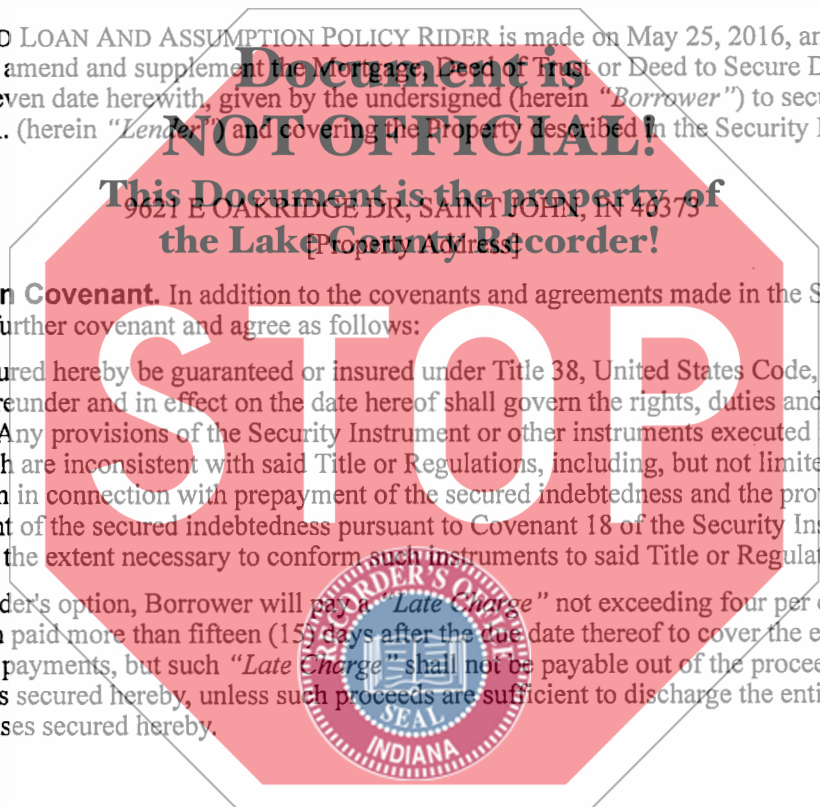 D LOAN AND ASSUMPTION POLICY RIDER is made on May 25, 2016, an
amend and supplement the Mortgage, Deed of Trust or Deed to Secure D
ven date herewith, given by the undersigned (herein "Borrower") to secu
. (herein "Lender") and covering the Property described in the Security I
Document is
NOT OFFICIAL!
This Document is the property of
the Lake County Recorder!
9621 E OAKRIDGE DR, SAINT JOHN, IN 46373
[Property Address]
n Covenant. In addition to the covenants and agreements made in the S
urther covenant and agree as follows:
STOP
ured hereby be guaranteed or insured under Title 38, United States Code,
reunder and in effect on the date hereof shall govern the rights, duties and
Any provisions of the Security Instrument or other instruments executed
h are inconsistent with said Title or Regulations, including, but not limite
n in connection with prepayment of the secured indebtedness and the pro
nt of the secured indebtedness pursuant to Covenant 18 of the Security Ins
the extent necessary to conform such instruments to said Title or Regulat
der's option, Borrower will pay a "Late Charge" not exceeding four per
n paid more than fifteen (15) days after the due date thereof to cover the e
payments, but such "Late Charge" shall not be payable out of the procee
s secured hereby, unless such proceeds are sufficient to discharge the enti
ses secured hereby.
RECORDER'S OFFICE
SEAL
INDIANA